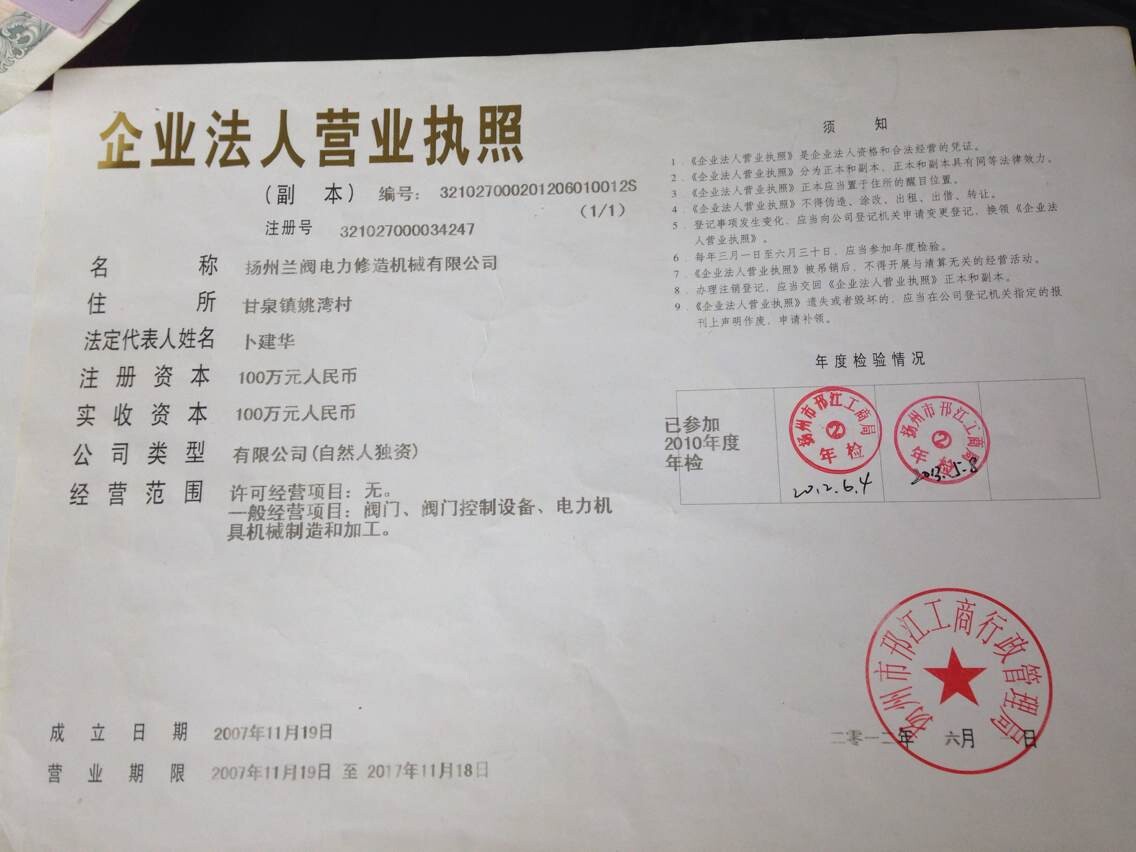 企业法人营业执照
（副 本） 编号： 321027000201206010012S
（1/1）
注册号 321027000034247
名 称 扬州兰阀电力修造机械有限公司
住 所 甘泉镇姚湾村
法定代表人姓名 卜建华
注 册 资 本 100万元人民币
实 收 资 本 100万元人民币
公 司 类 型 有限公司(自然人独资)
经 营 范 围 许可经营项目：无。
一般经营项目：阀门、阀门控制设备、电力机
具机械制造和加工。
成 立 日 期 2007年11月19日
营 业 期 限 2007年11月19日 至 2017年11月18日
须 知
1．《企业法人营业执照》是企业法人资格和合法经营的凭证。
2．《企业法人营业执照》分为正本和副本，正本和副本具有同等法律效力。
3．《企业法人营业执照》正本应当置于住所的醒目位置。
4．《企业法人营业执照》不得伪造、涂改、出租、出借、转让。
5．登记事项发生变化，应当向公司登记机关申请变更登记，换领《企业法
人营业执照》。
6．每年三月一日至六月三十日，应当参加年度检验。
7．《企业法人营业执照》被吊销后，不得开展与清算无关的经营活动。
8．办理注销登记，应当交回《企业法人营业执照》正本和副本。
9．《企业法人营业执照》遗失或者毁坏的，应当在公司登记机关指定的报
刊上声明作废，申请补领。
年度检验情况
已参加
2010年度
年检
扬州市邗江工商局
②
年检
2012.6.4
扬州市邗江工商局
②
年检
2013.5.8
扬州市邗江工商行政管理局
二零一二年 六月 一日